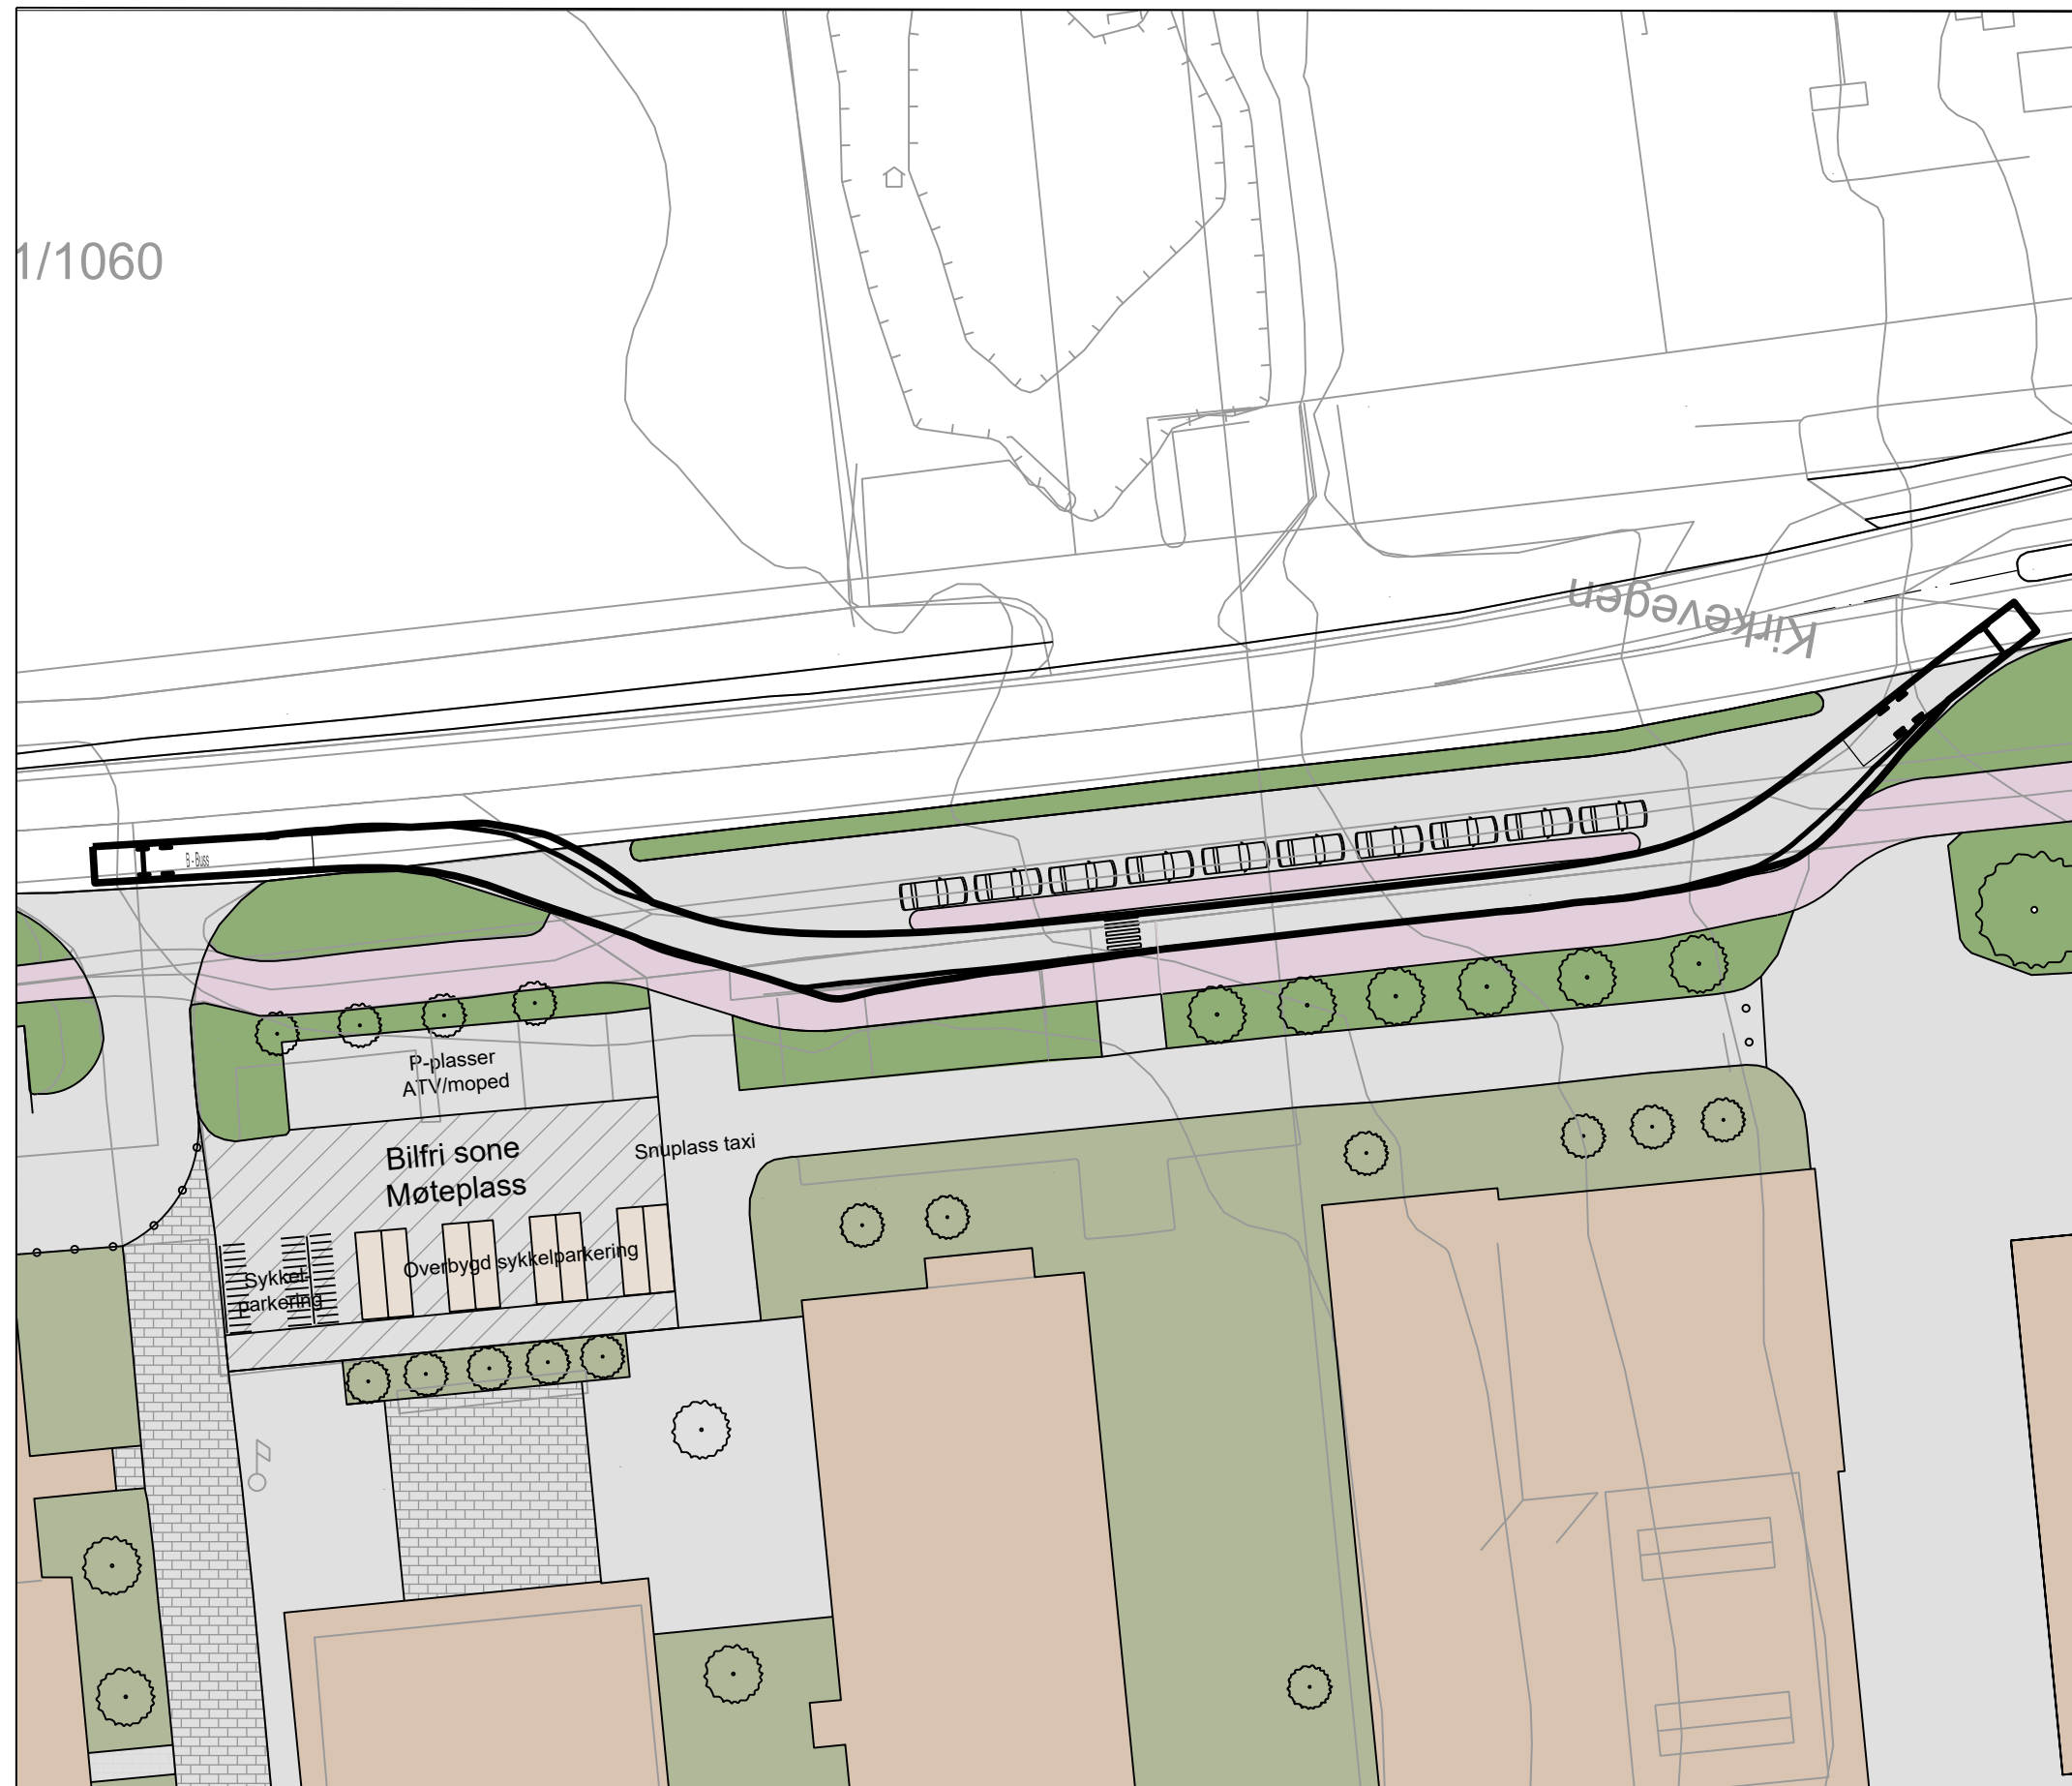 1/1060
Kirkevegen
B - Buss
P-plasser
ATV/moped
Bilfri sone
Møteplass
Snuplass taxi
Overbygd sykkelparkering
Sykkel-
parkering